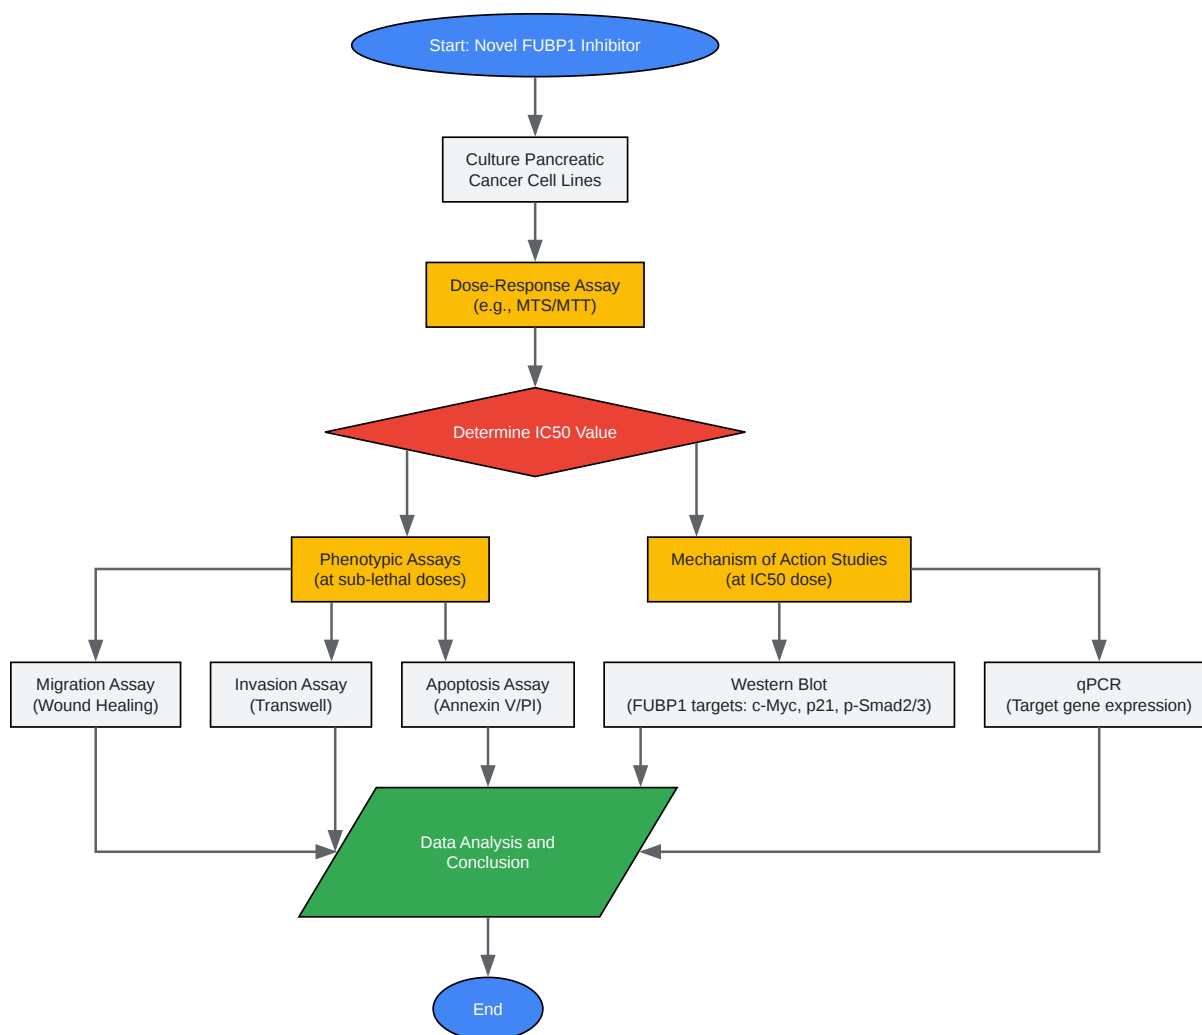 Start: Novel FUBP1 Inhibitor
Culture Pancreatic
Cancer Cell Lines
Dose-Response Assay
(e.g., MTS/MTT)
Determine IC50 Value
Phenotypic Assays
(at sub-lethal doses)
Mechanism of Action Studies
(at IC50 dose)
Migration Assay
(Wound Healing)
Invasion Assay
(Transwell)
Apoptosis Assay
(Annexin V/PI)
Western Blot
(FUBP1 targets: c-Myc, p21, p-Smad2/3)
qPCR
(Target gene expression)
Data Analysis and
Conclusion
End